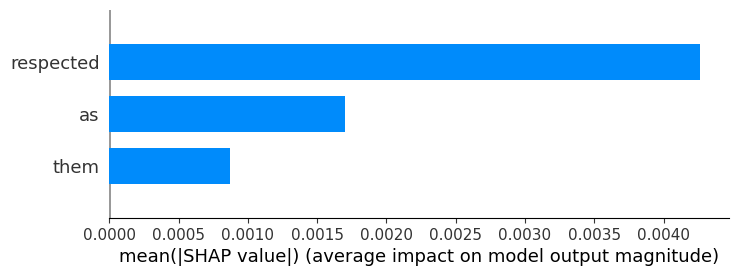 respected
as
them
0.0000 0.0005 0.0010 0.0015 0.0020 0.0025 0.0030 0.0035 0.0040
mean(|SHAP value|) (average impact on model output magnitude)